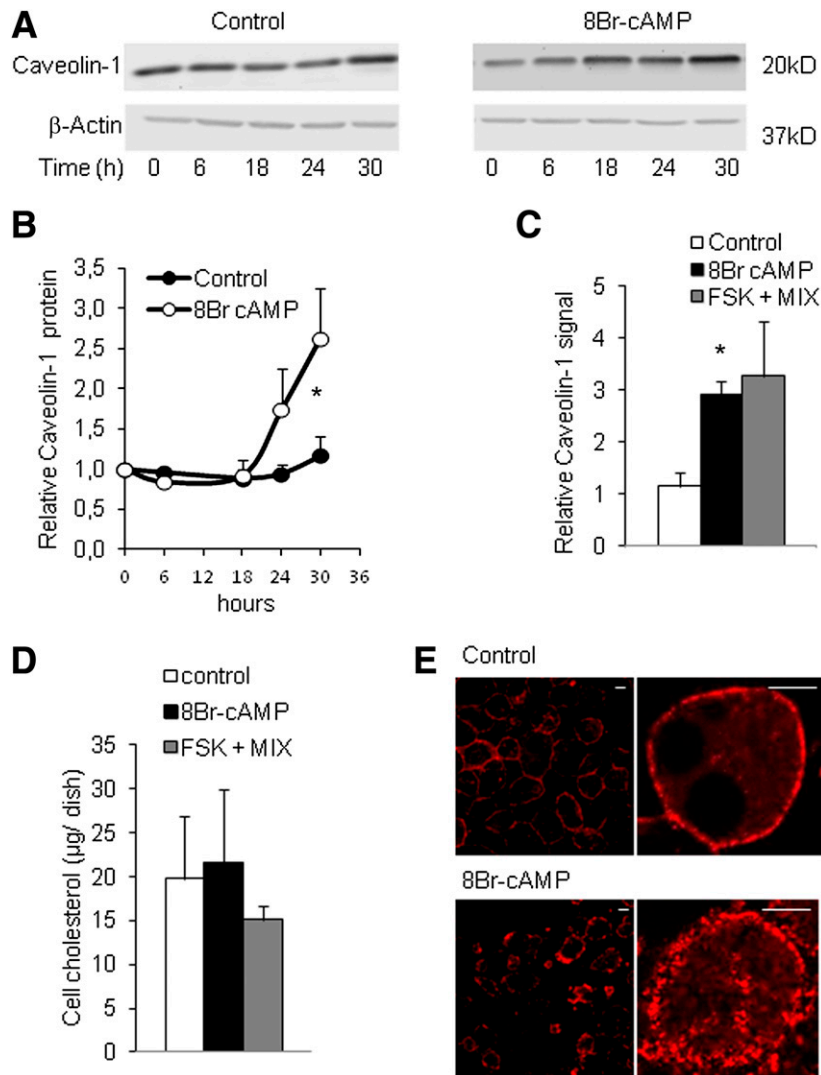 A
Control
8Br-cAMP
Caveolin-1
20kD
β-Actin
37kD
Time (h) 0 6 18 24 30
0 6 18 24 30
B
Relative Caveolin-1 protein
3,5
3,0
2,5
2,0
1,5
1,0
0,5
0,0
Control
8Br cAMP
*
0 6 12 18 24 30 36
hours
C
Control
8Br cAMP
FSK + MIX
Relative Caveolin-1 signal
5
4
3
2
1
0
*
D
control
8Br-cAMP
FSK + MIX
Cell cholesterol (µg/ dish)
35
30
25
20
15
10
5
0
E
Control
8Br-cAMP